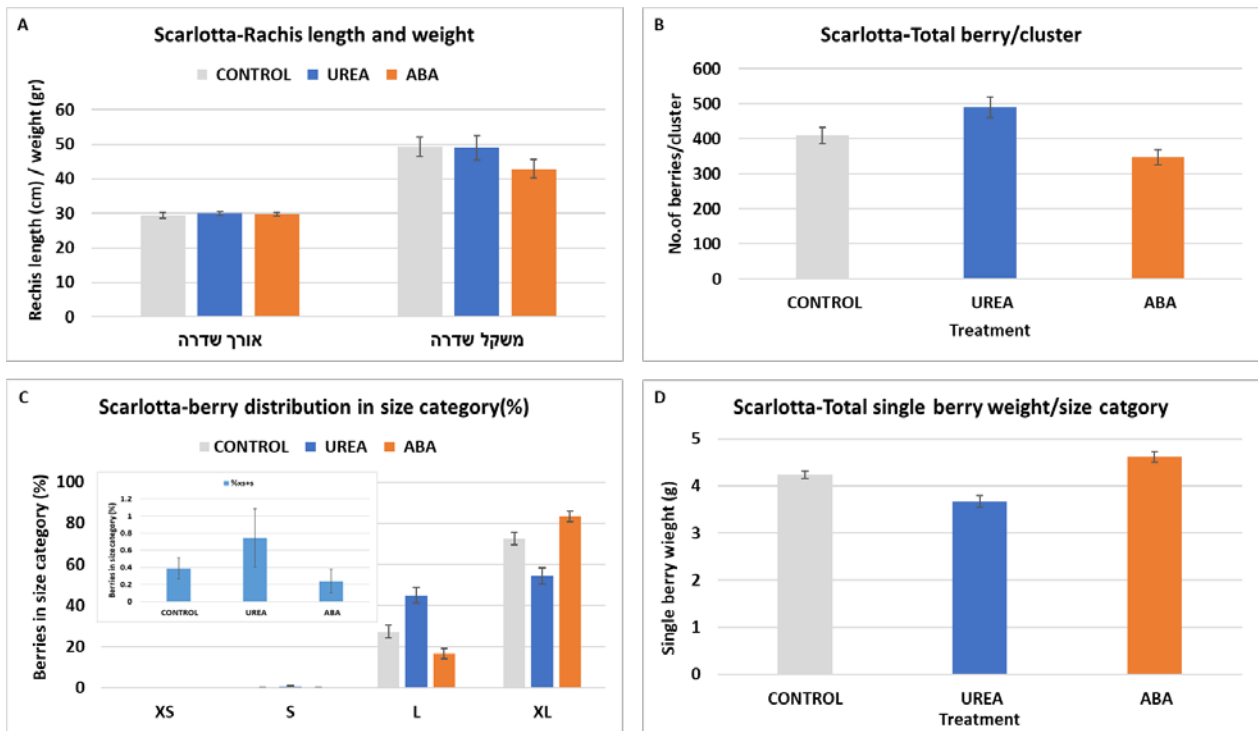 A
Scarlotta-Rachis length and weight
CONTROL UREA ABA
Rechis length (cm) / weight (gr)
60
50
40
30
20
10
0
אורך שדרה
משקל שדרה
B
Scarlotta-Total berry/cluster
No.of berries/cluster
600
500
400
300
200
100
0
CONTROL UREA ABA
Treatment
C
Scarlotta-berry distribution in size category(%)
CONTROL UREA ABA
Berries in size category (%)
100
80
60
40
20
0
%xs+s
Berries in size category (%)
1.2
1
0.8
0.6
0.4
0.2
0
CONTROL UREA ABA
XS S L XL
D
Scarlotta-Total single berry weight/size catgory
Single berry wieght (g)
5
4
3
2
1
0
CONTROL UREA ABA
Treatment